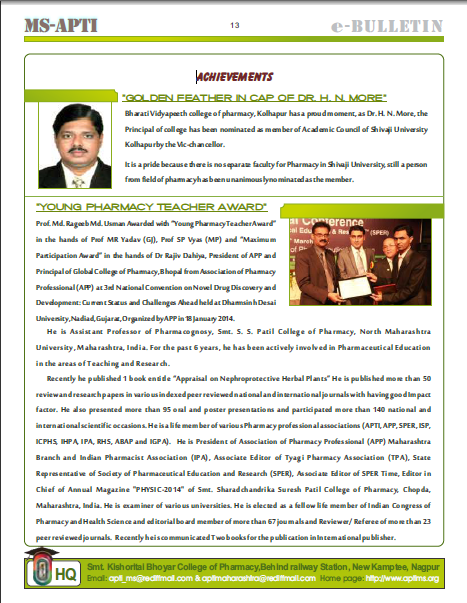 MS-APTI
13
e-BULLETIN
ACHIEVEMENTS
"GOLDEN FEATHER IN CAP OF DR. H. N. MORE"
Bharati Vidyapeeth college of pharmacy, Kolhapur has a proud moment, as Dr. H. N. More, the
Principal of college has been nominated as member of Academic Council of Shivaji University
Kolhapur by the Vic-chancellor.
It is a pride because there is no separate faculty for Pharmacy in Shivaji University, still a person
from field of pharmacy has been unanimously nominated as the member.
"YOUNG PHARMACY TEACHER AWARD"
Prof. Md. Rageeb Md. Usman Awarded with "Young Pharmacy Teacher Award"
in the hands of Prof MR Yadav (GJ), Prof SP Vyas (MP) and "Maximum
Participation Award" in the hands of Dr Rajiv Dahiya, President of APP and
Principal of Global College of Pharmacy, Bhopal from Association of Pharmacy
Professional (APP) at 3rd National Convention on Novel Drug Discovery and
Development: Current Status and Challenges Ahead held at Dharmsinh Desai
University, Nadiad, Gujarat, Organized by APP in 18 January 2014.
al Conference
al Education & Rese (SPER)
March
He is Assistant Professor of Pharmacognosy, Smt. S. S. Patil College of Pharmacy, North Maharashtra
University, Maharashtra, India. For the past 6 years, he has been actively involved in Pharmaceutical Education
in the areas of Teaching and Research.
Recently he published 1 book entitle "Appraisal on Nephroprotective Herbal Plants" He is published more than 50
review and research papers in various indexed peer reviewed national and international journals with having good Impact
factor. He also presented more than 95 oral and poster presentations and participated more than 140 national and
international scientific occasions. He is a life member of various Pharmacy professional associations (APTI, APP, SPER, ISP,
ICPHS, IHPA, IPA, RHS, ABAP and IGPA). He is President of Association of Pharmacy Professional (APP) Maharashtra
Branch and Indian Pharmacist Association (IPA), Associate Editor of Tyagi Pharmacy Association (TPA), State
Representative of Society of Pharmaceutical Education and Research (SPER), Associate Editor of SPER Time, Editor in
Chief of Annual Magazine "PHYSIC-2014" of Smt. Sharadchandrika Suresh Patil College of Pharmacy, Chopda,
Maharashtra, India. He is examiner of various universities. He is elected as a fellow life member of Indian Congress of
Pharmacy and Health Science and editorial board member of more than 67 journals and Reviewer/ Referee of more than 23
peer reviewed journals. Recently he is communicated Two books for the publication in International publisher.
HQ
Smt. Kishoritai Bhoyar College of Pharmacy,Behind railway Station, New Kamptee, Nagpur
Email: apti_ms@rediffmail.com & aptimaharashtra@rediffmail.com Home page: http://www.aptims.org